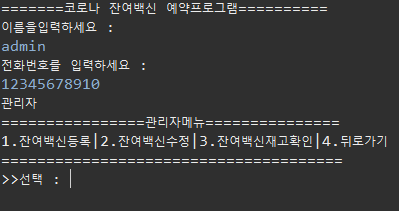 =======코로나 잔여백신 예약프로그램==========
이름을입력하세요 :
admin
전화번호를 입력하세요 :
12345678910
관리자
================관리자메뉴===============
1.잔여백신등록|2.잔여백신수정|3.잔여백신재고확인|4.뒤로가기
======================================
>>선택 :